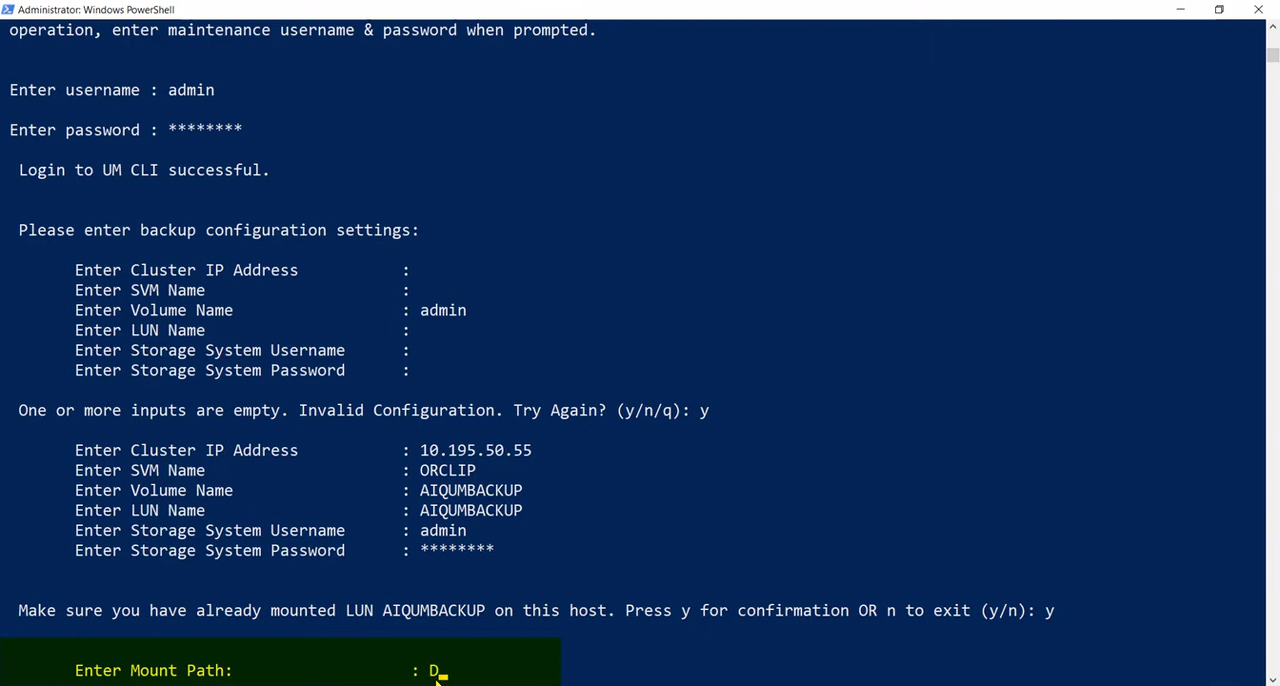 Administrator: Windows PowerShell
operation, enter maintenance username & password when prompted.
Enter username : admin
Enter password : ********
Login to UM CLI successful.
Please enter backup configuration settings:
Enter Cluster IP Address :
Enter SVM Name :
Enter Volume Name : admin
Enter LUN Name :
Enter Storage System Username :
Enter Storage System Password :
One or more inputs are empty. Invalid Configuration. Try Again? (y/n/q): y
Enter Cluster IP Address : 10.195.50.55
Enter SVM Name : ORCLIP
Enter Volume Name : AIQUMBACKUP
Enter LUN Name : AIQUMBACKUP
Enter Storage System Username : admin
Enter Storage System Password : ********
Make sure you have already mounted LUN AIQUMBACKUP on this host. Press y for confirmation OR n to exit (y/n): y
Enter Mount Path: : D